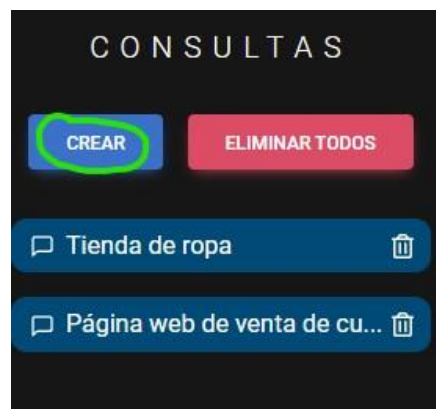 CONSULTAS
CREAR
ELIMINAR TODOS
Tienda de ropa
Página web de venta de cu...